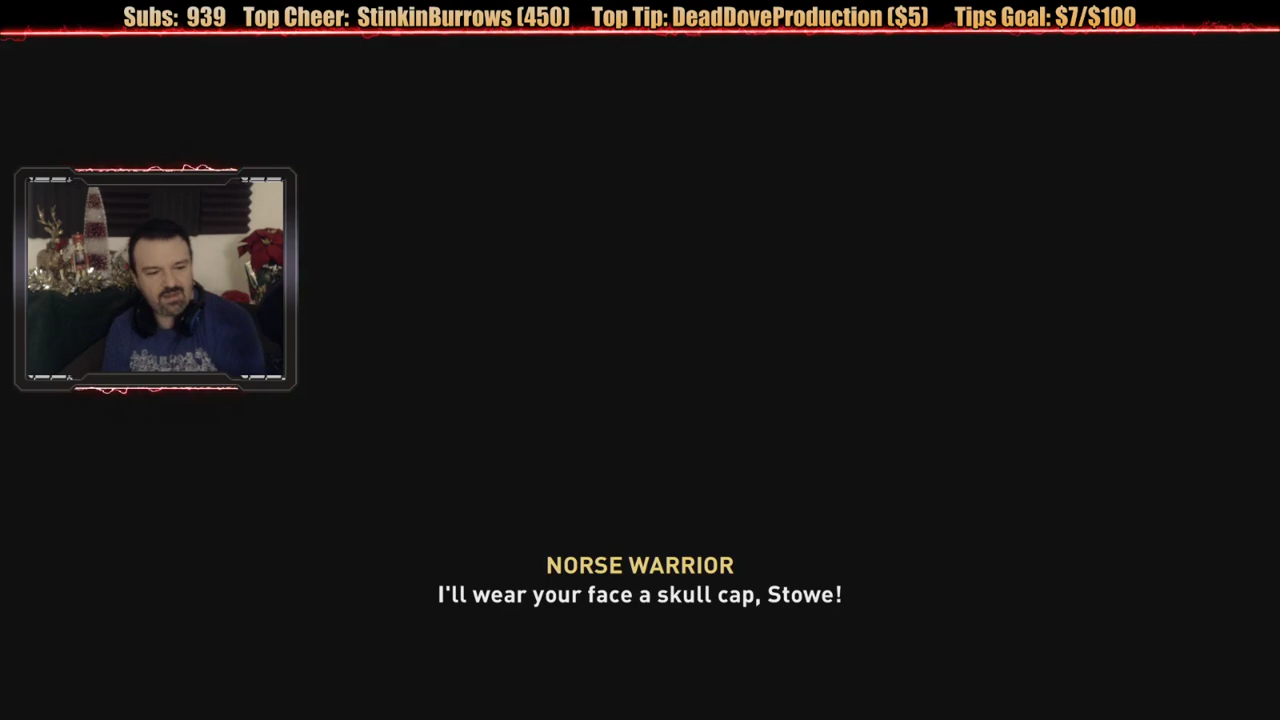 Subs: 939 Top Cheer: StinkinBurrows (450) Top Tip: DeadDoveProduction ($5) Tips Goal: $7/$100
NORSE WARRIOR
I'll wear your face a skull cap, Stowe!